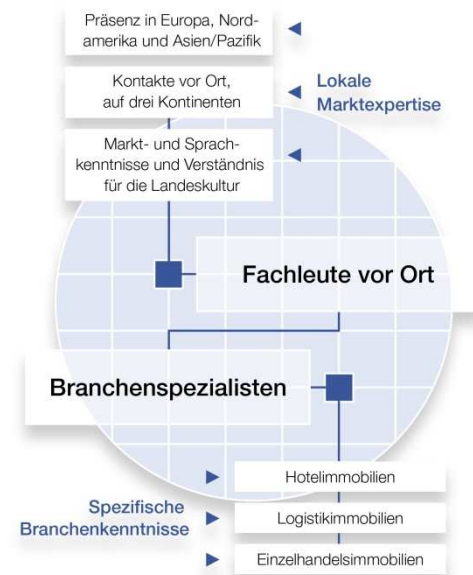 Präsenz in Europa, Nord-
amerika und Asien/Pazifik
Kontakte vor Ort,
auf drei Kontinenten
Lokale
Marktexpertise
Markt- und Sprach-
kenntnisse und Verständnis
für die Landeskultur
Fachleute vor Ort
Branchenspezialisten
Hotelimmobilien
Spezifische
Branchenkenntnisse
Logistikimmobilien
Einzelhandelsimmobilien